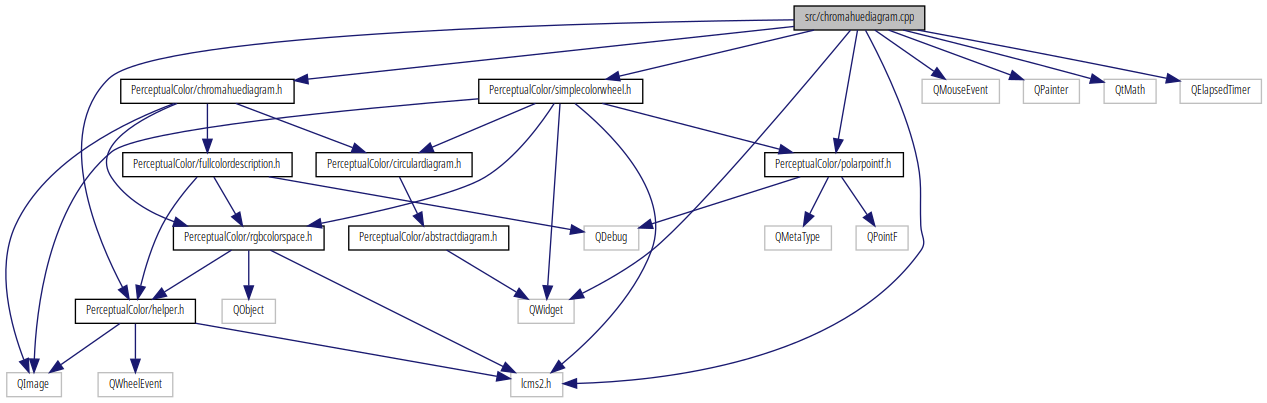 src/chromahuediagram.cpp
PerceptualColor/chromahuediagram.h
PerceptualColor/simplecolorwheel.h
QMouseEvent
QPainter
QtMath
QElapsedTimer
PerceptualColor/fullcolordescription.h
PerceptualColor/circulardiagram.h
PerceptualColor/polarpointf.h
PerceptualColor/rgbcolorspace.h
PerceptualColor/abstractdiagram.h
QDebug
QMetaType
QPointF
PerceptualColor/helper.h
QObject
QWidget
QImage
QWheelEvent
lcms2.h